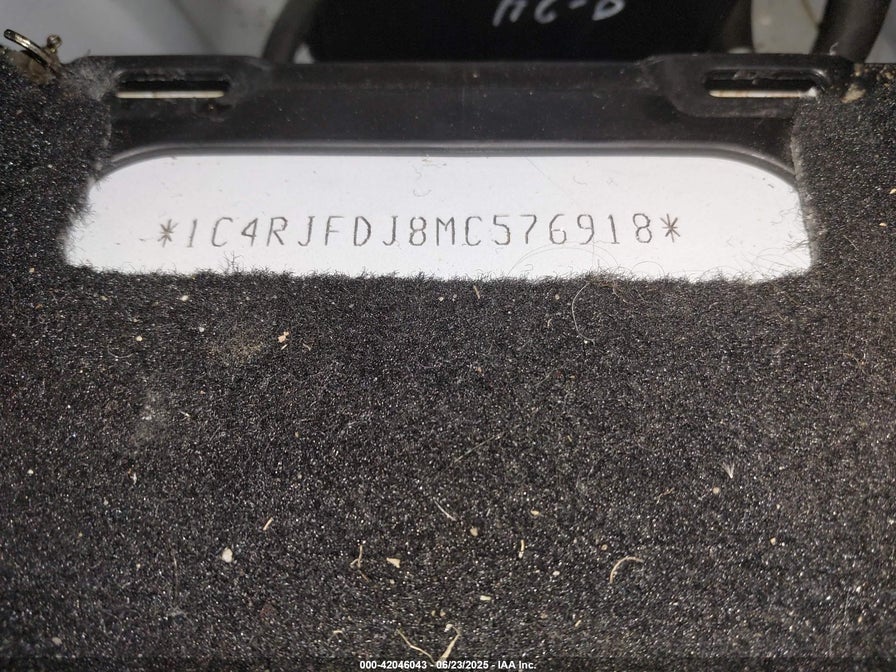 *1C4RJFDJ8MC576918*
000-42046043 - 06/23/2025 - IAA Inc.